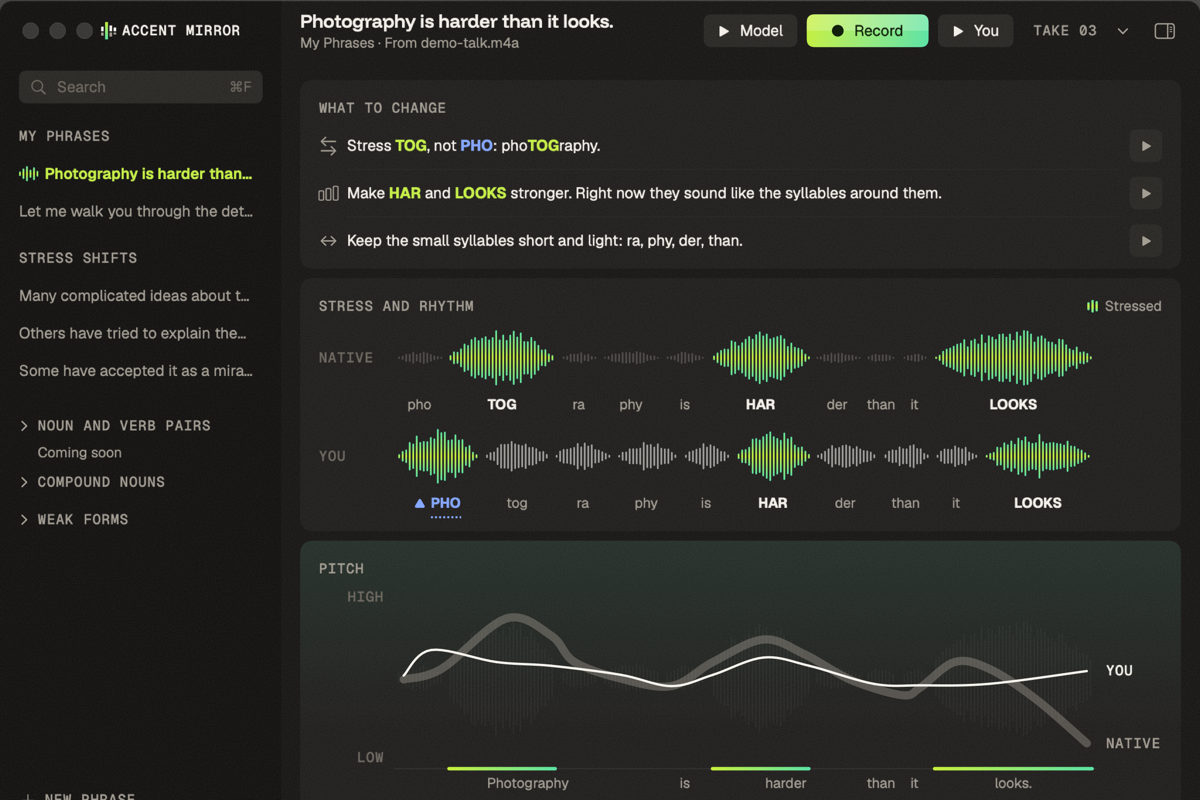 ACCENT MIRROR
Search ⌘F
MY PHRASES
Photography is harder than...
Let me walk you through the det...
STRESS SHIFTS
Many complicated ideas about t...
Others have tried to explain the...
Some have accepted it as a mira...
NOUN AND VERB PAIRS
Coming soon
COMPOUND NOUNS
WEAK FORMS
+ NEW PHRASE
Photography is harder than it looks.
My Phrases · From demo-talk.m4a
Model
Record
You
TAKE 03
WHAT TO CHANGE
Stress TOG, not PHO: phoTOGraphy.
Make HAR and LOOKS stronger. Right now they sound like the syllables around them.
Keep the small syllables short and light: ra, phy, der, than.
STRESS AND RHYTHM
Stressed
NATIVE
pho TOG ra phy is HAR der than it LOOKS
YOU
PHO tog ra phy is HAR der than it LOOKS
PITCH
HIGH
YOU
NATIVE
LOW
Photography is harder than it looks.